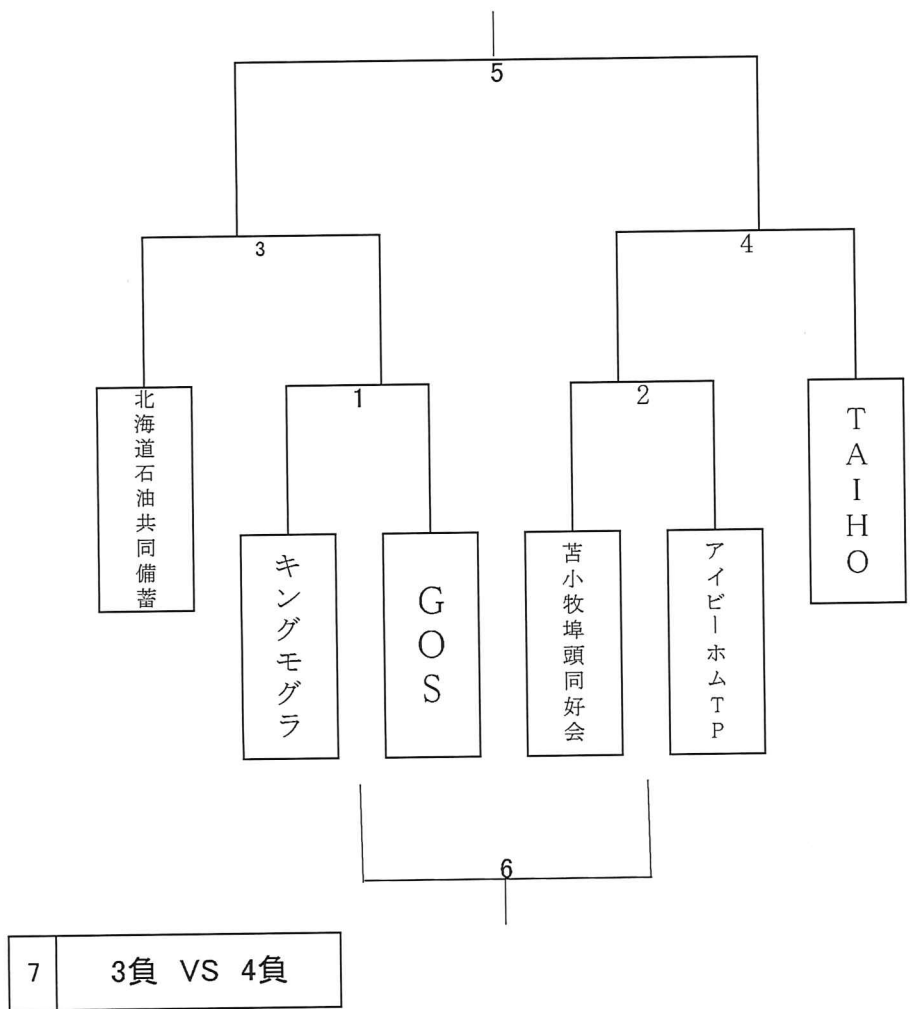 5
3
4
北海道石油共同備蓄
1
2
TAIHO
キングモグラ
GOS
苫小牧埠頭同好会
アイビーホムTP
6
7 3負 VS 4負